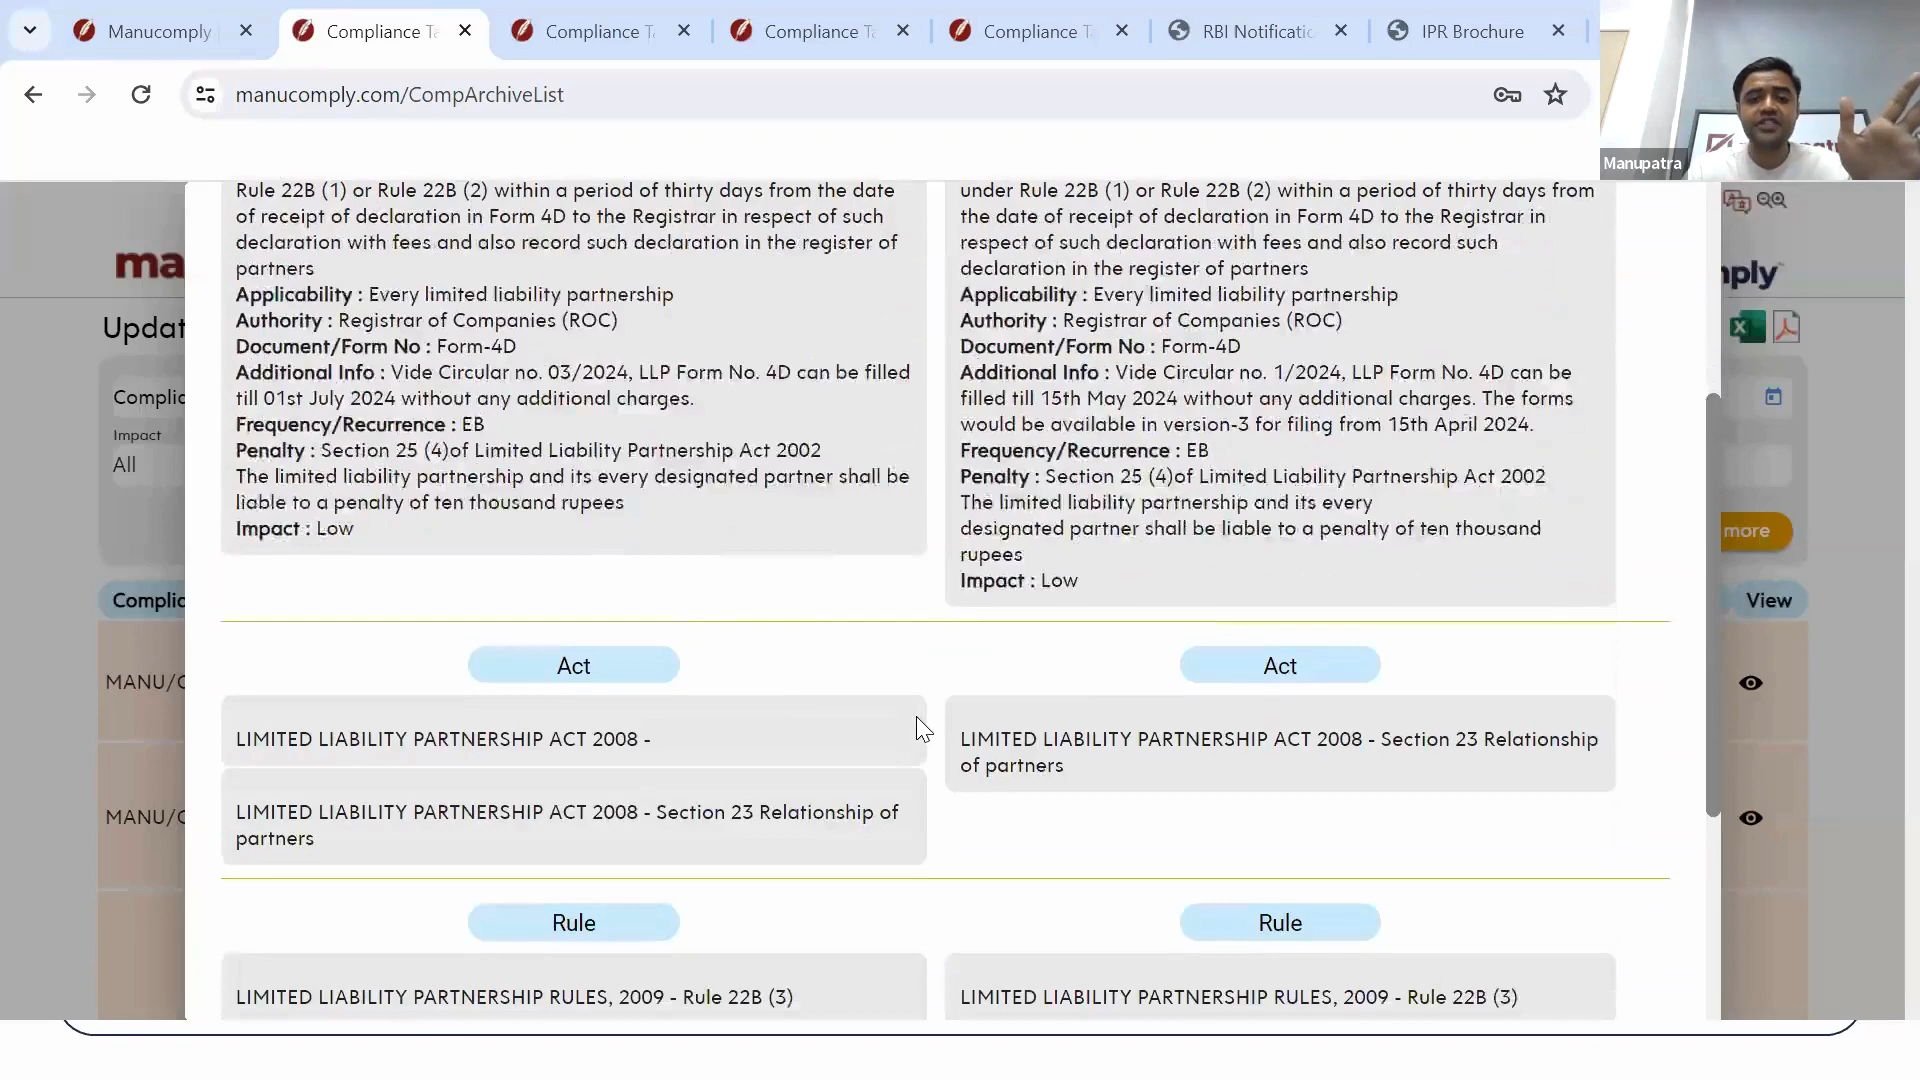 Manucomply
Compliance Ta
Compliance T
Compliance Ta
Compliance T
RBI Notificatio
IPR Brochure
manucomply.com/CompArchiveList
Manupatra
ma
mply
Updat
Complic
Impact
All
more
Complic
View
MANU/C
MANU/C
Rule 22B (1) or Rule 22B (2) within a period of thirty days from the date
of receipt of declaration in Form 4D to the Registrar in respect of such
declaration with fees and also record such declaration in the register of
partners
Applicability : Every limited liability partnership
Authority : Registrar of Companies (ROC)
Document/Form No : Form-4D
Additional Info : Vide Circular no. 03/2024, LLP Form No. 4D can be filled
till 01st July 2024 without any additional charges.
Frequency/Recurrence : EB
Penalty : Section 25 (4)of Limited Liability Partnership Act 2002
The limited liability partnership and its every designated partner shall be
liable to a penalty of ten thousand rupees
Impact : Low
under Rule 22B (1) or Rule 22B (2) within a period of thirty days from
the date of receipt of declaration in Form 4D to the Registrar in
respect of such declaration with fees and also record such
declaration in the register of partners
Applicability : Every limited liability partnership
Authority : Registrar of Companies (ROC)
Document/Form No : Form-4D
Additional Info : Vide Circular no. 1/2024, LLP Form No. 4D can be
filled till 15th May 2024 without any additional charges. The forms
would be available in version-3 for filing from 15th April 2024.
Frequency/Recurrence : EB
Penalty : Section 25 (4)of Limited Liability Partnership Act 2002
The limited liability partnership and its every
designated partner shall be liable to a penalty of ten thousand
rupees
Impact : Low
Act
Act
LIMITED LIABILITY PARTNERSHIP ACT 2008 -
LIMITED LIABILITY PARTNERSHIP ACT 2008 - Section 23 Relationship of
partners
LIMITED LIABILITY PARTNERSHIP ACT 2008 - Section 23 Relationship
of partners
Rule
Rule
LIMITED LIABILITY PARTNERSHIP RULES, 2009 - Rule 22B (3)
LIMITED LIABILITY PARTNERSHIP RULES, 2009 - Rule 22B (3)